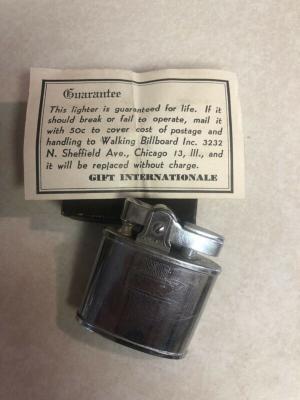 Guarantee
This lighter is guaranteed for life. If it
should break or fail to operate, mail it
with 50c to cover cost of postage and
handling to Walking Billboard Inc. 3232
N. Sheffield Ave., Chicago 13, Ill., and
it will be replaced without charge.
GIFT INTERNATIONALE